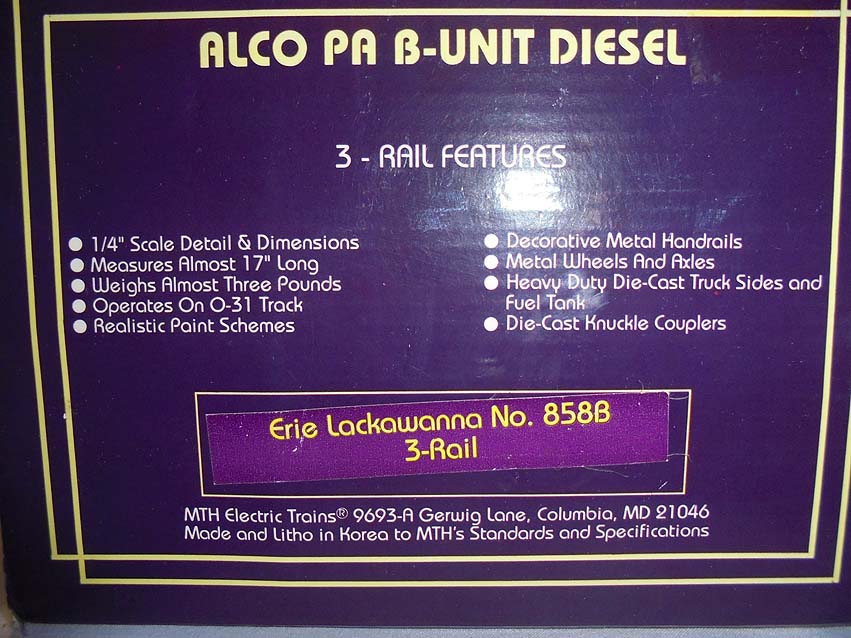 ALCO PA B-UNIT DIESEL
3 - RAIL FEATURES
● 1/4" Scale Detail & Dimensions
● Measures Almost 17" Long
● Weighs Almost Three Pounds
● Operates On O-31 Track
● Realistic Paint Schemes
● Decorative Metal Handrails
● Metal Wheels And Axles
● Heavy Duty Die-Cast Truck Sides and
Fuel Tank
● Die-Cast Knuckle Couplers
Erie Lackawanna No. 858B
3-Rail
MTH Electric Trains® 9693-A Gerwig Lane, Columbia, MD 21046
Made and Litho in Korea to MTH's Standards and Specifications